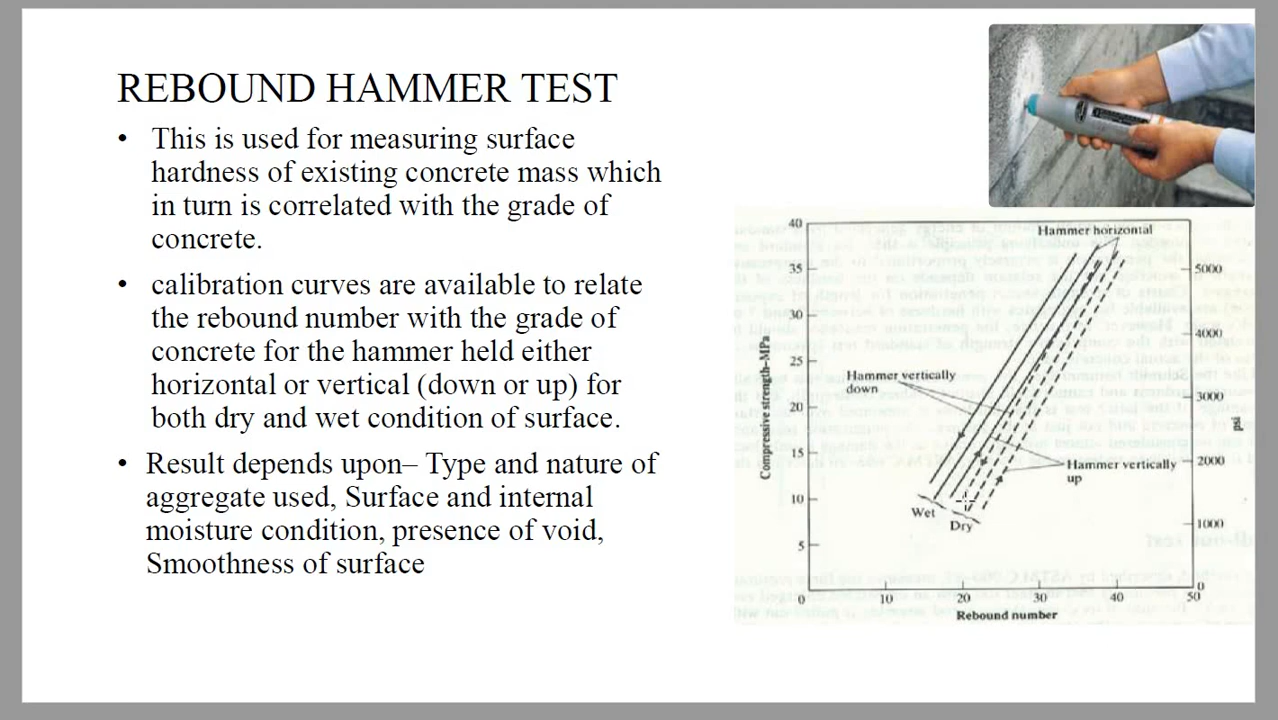 REBOUND HAMMER TEST
• This is used for measuring surface
hardness of existing concrete mass which
in turn is correlated with the grade of
concrete.
• calibration curves are available to relate
the rebound number with the grade of
concrete for the hammer held either
horizontal or vertical (down or up) for
both dry and wet condition of surface.
• Result depends upon– Type and nature of
aggregate used, Surface and internal
moisture condition, presence of void,
Smoothness of surface
40
35
30
25
20
15
10
5
0
Compressive strength–MPa
Hammer horizontal
Hammer vertically
down
Hammer vertically
up
Wet
Dry
5000
4000
3000
2000
1000
0
psi
10
20
30
40
50
Rebound number